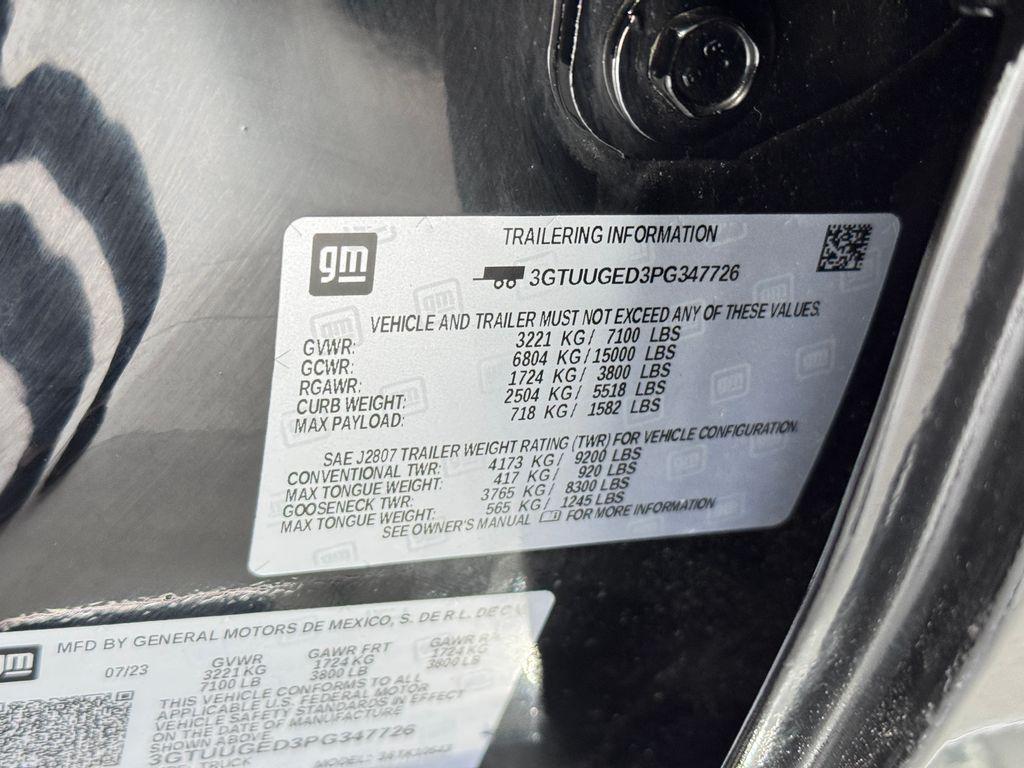 gm
TRAILERING INFORMATION
3GTUUGED3PG347726
VEHICLE AND TRAILER MUST NOT EXCEED ANY OF THESE VALUES.
GVWR: 3221 KG/ 7100 LBS
GCWR: 6804 KG/15000 LBS
RGAWR: 1724 KG/ 3800 LBS
CURB WEIGHT: 2504 KG/ 5518 LBS
MAX PAYLOAD: 718 KG/ 1582 LBS
SAE J2807 TRAILER WEIGHT RATING (TWR) FOR VEHICLE CONFIGURATION.
CONVENTIONAL TWR: 4173 KG/ 9200 LBS
MAX TONGUE WEIGHT: 417 KG/ 920 LBS
GOOSENECK TWR: 3765 KG/ 8300 LBS
MAX TONGUE WEIGHT: 565 KG/ 1245 LBS
SEE OWNER'S MANUAL FOR MORE INFORMATION
gm
MFD BY GENERAL MOTORS DE MEXICO, S. DE R.L. DE C.V.
07/23 GVWR GAWR FRT GAWR
3221 KG 1724 KG 1724 KG
7100 LB 3800 LB 3800 LB
THIS VEHICLE CONFORMS TO ALL
APPLICABLE U.S. FEDERAL MOTOR
VEHICLE SAFETY STANDARDS IN EFFECT
ON THE DATE OF MANUFACTURE
SHOWN ABOVE.
3GTUUGED3PG347726
TRUCK MODEL: